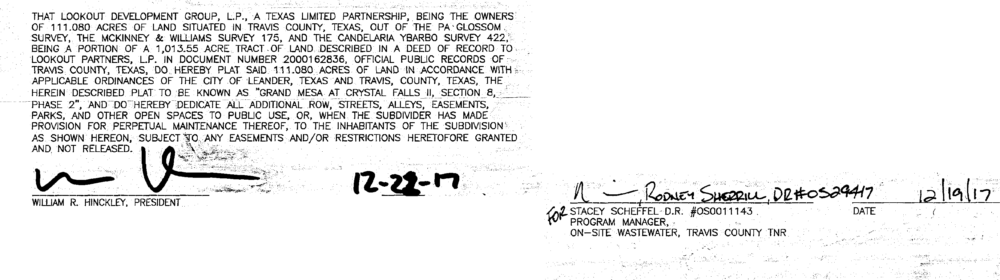 THAT LOOKOUT DEVELOPMENT GROUP, L.P., A TEXAS LIMITED PARTNERSHIP, BEING THE OWNERS
OF 111.080 ACRES OF LAND SITUATED IN TRAVIS COUNTY, TEXAS, OUT OF THE PA GLOSSOM
SURVEY, THE MCKINNEY & WILLIAMS SURVEY 175, AND THE CANDELARIA YBARBO SURVEY 422,
BEING A PORTION OF A 1,013.55 ACRE TRACT OF LAND DESCRIBED IN A DEED OF RECORD TO
LOOKOUT PARTNERS, L.P. IN DOCUMENT NUMBER 2000162836, OFFICIAL PUBLIC RECORDS OF
TRAVIS COUNTY, TEXAS, DO HEREBY PLAT SAID 111.080 ACRES OF LAND IN ACCORDANCE WITH
APPLICABLE ORDINANCES OF THE CITY OF LEANDER, TEXAS AND TRAVIS, COUNTY, TEXAS, THE
HEREIN DESCRIBED PLAT TO BE KNOWN AS "GRAND MESA AT CRYSTAL FALLS II, SECTION 8,
PHASE 2", AND DO HEREBY DEDICATE ALL ADDITIONAL ROW, STREETS, ALLEYS, EASEMENTS,
PARKS, AND OTHER OPEN SPACES TO PUBLIC USE, OR, WHEN THE SUBDIVIDER HAS MADE
PROVISION FOR PERPETUAL MAINTENANCE THEREOF, TO THE INHABITANTS OF THE SUBDIVISION
AS SHOWN HEREON, SUBJECT TO ANY EASEMENTS AND/OR RESTRICTIONS HERETOFORE GRANTED
AND NOT RELEASED.
12-22-17
WILLIAM R. HINCKLEY, PRESIDENT
, RODNEY SHERRILL, DR#OS29417 12/19/17
FOR STACEY SCHEFFEL D.R. #OS0011143 DATE
PROGRAM MANAGER,
ON-SITE WASTEWATER, TRAVIS COUNTY TNR